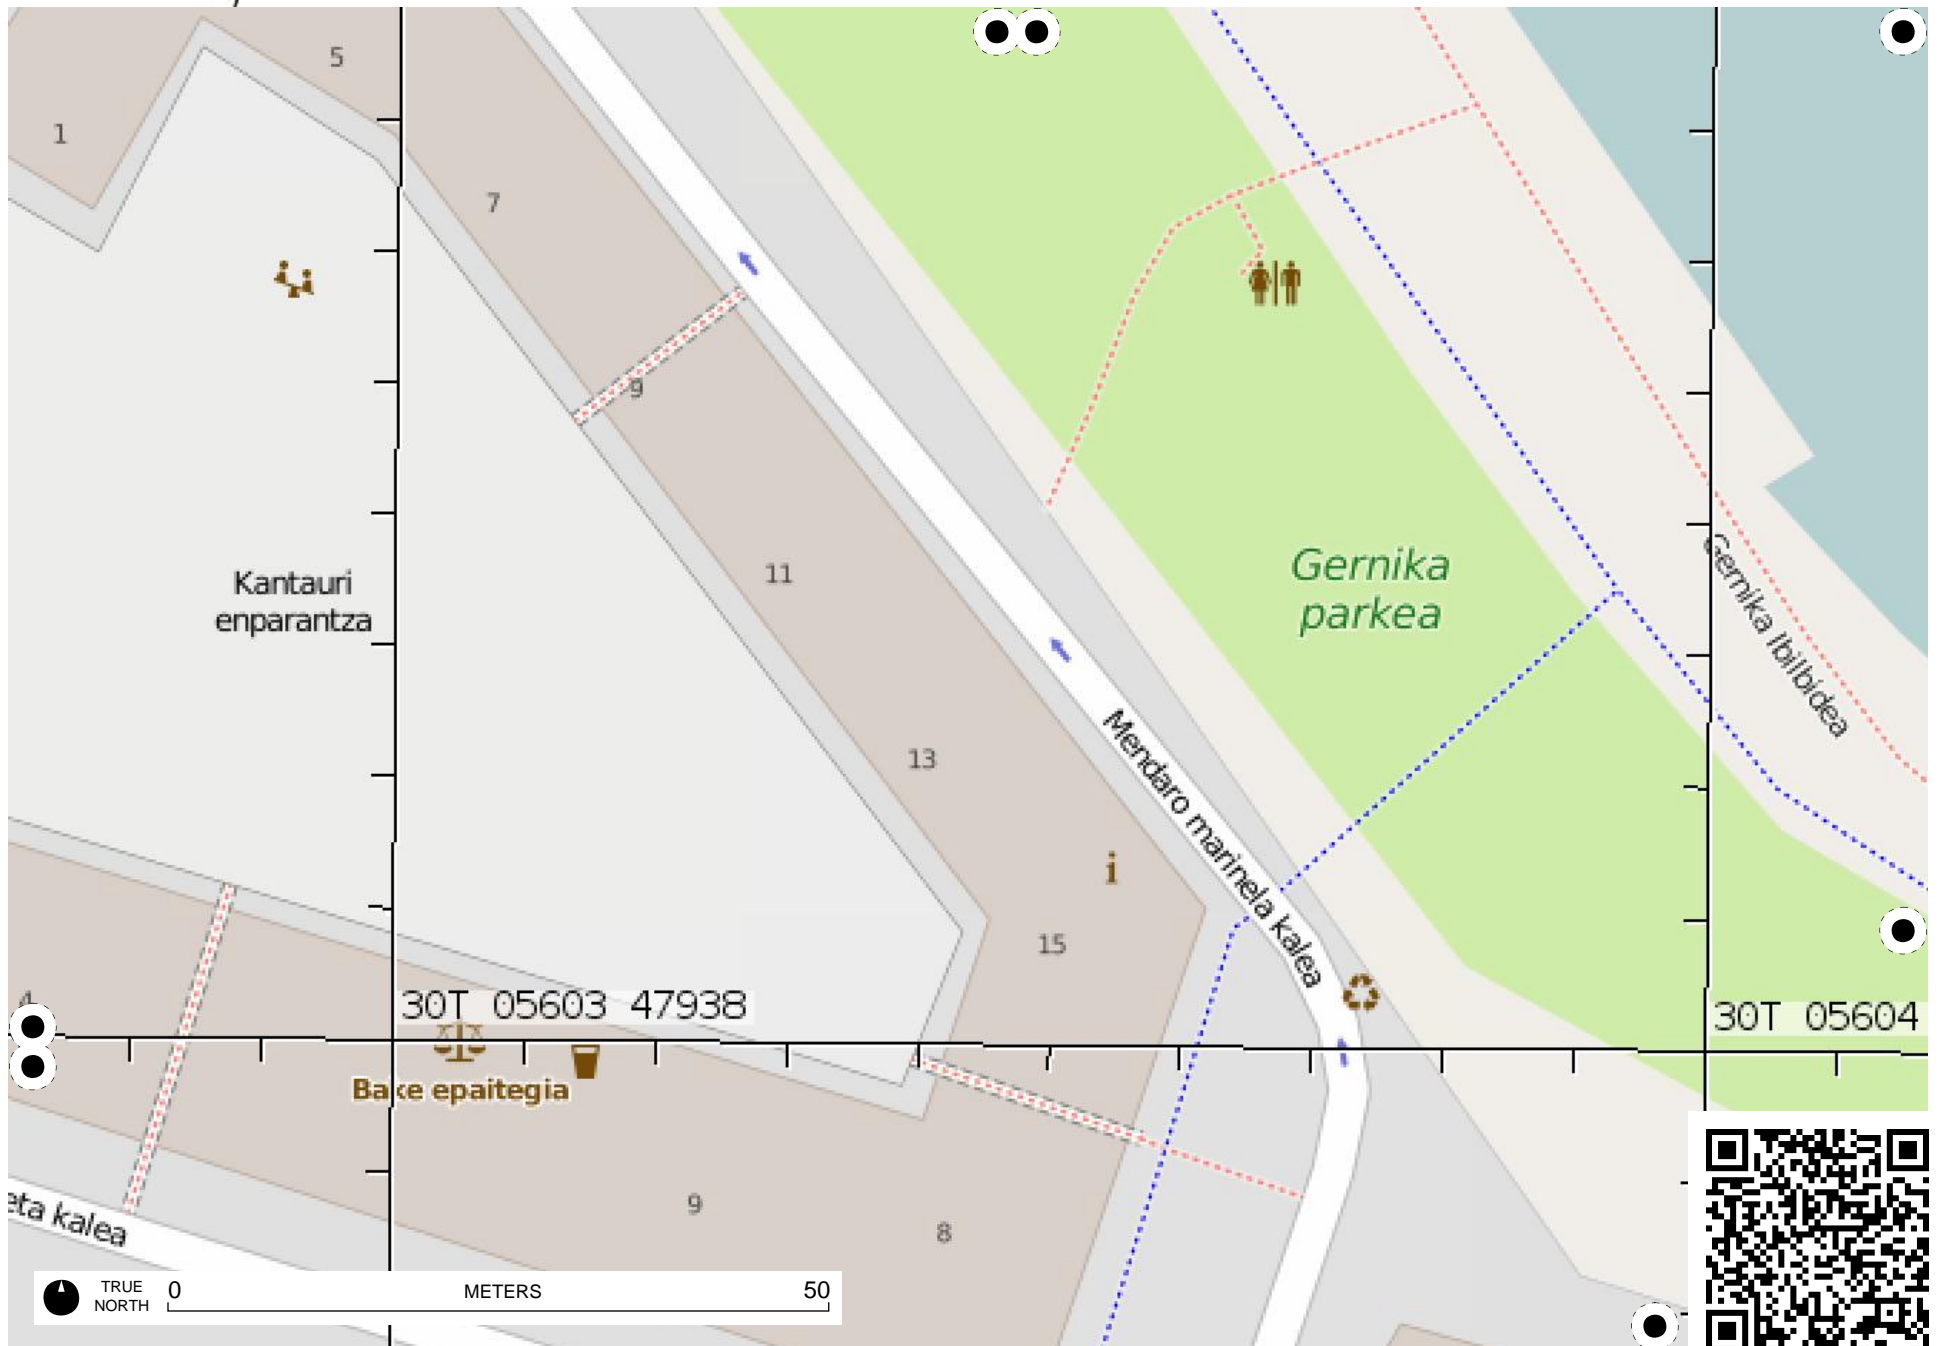 5
1
7
9
Gernika
parkea
11
Kantauri
enparantza
Gernika Ibilbidea
13
Mendaro marinela kalea
i
15
4
30T 05603 47938
30T 05604
Bake epaitegia
9
8
eta kalea
TRUE
NORTH
0 METERS 50